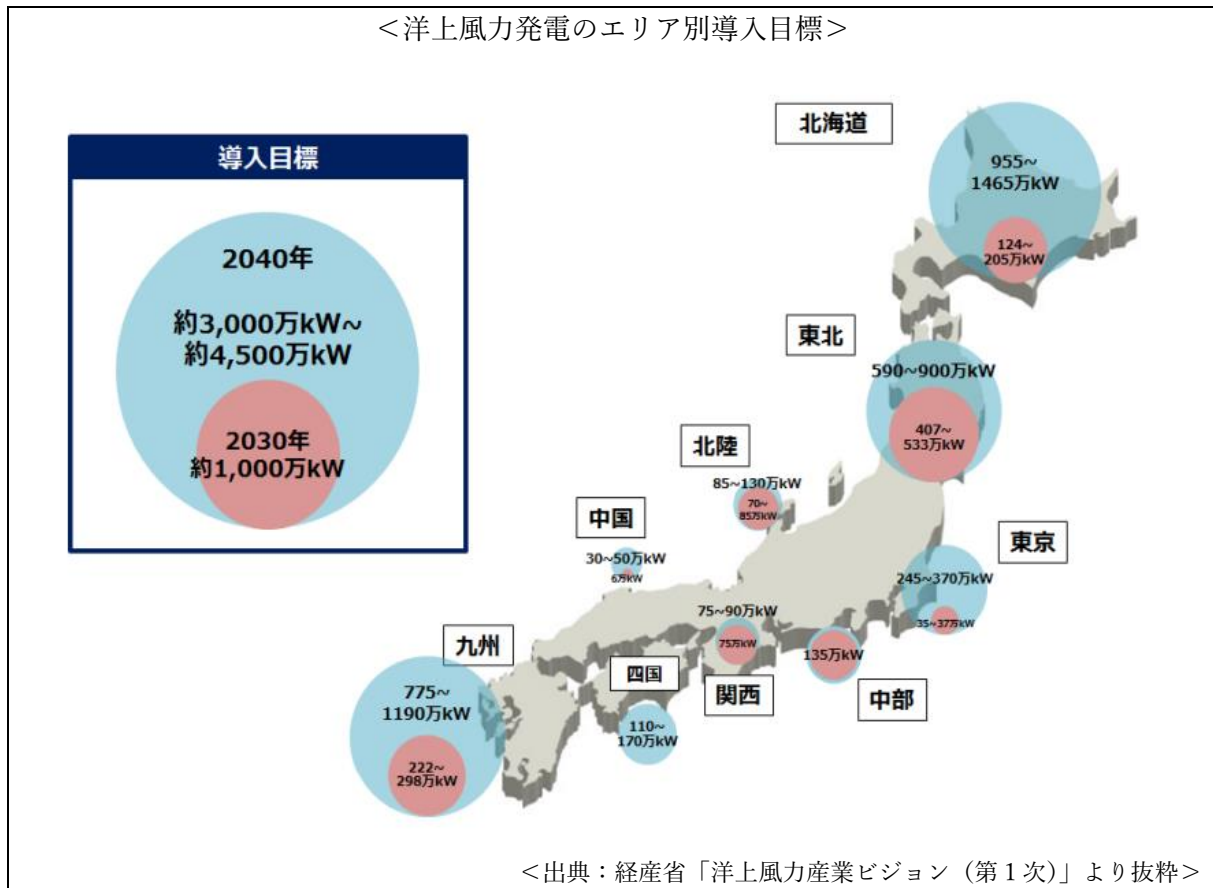 ＜洋上風力発電のエリア別導入目標＞
導入目標
2040年
約3,000万kW~
約4,500万kW
2030年
約1,000万kW
北海道
955~
1465万kW
124~
205万kW
東北
590~900万kW
407~
533万kW
北陸
85~130万kW
70~
85万kW
中国
30~50万kW
6万kW
東京
245~370万kW
35~37万kW
九州
775~
1190万kW
222~
298万kW
四国
110~
170万kW
75~90万kW
75万kW
関西
135万kW
中部
＜出典：経産省「洋上風力産業ビジョン（第１次）」より抜粋＞